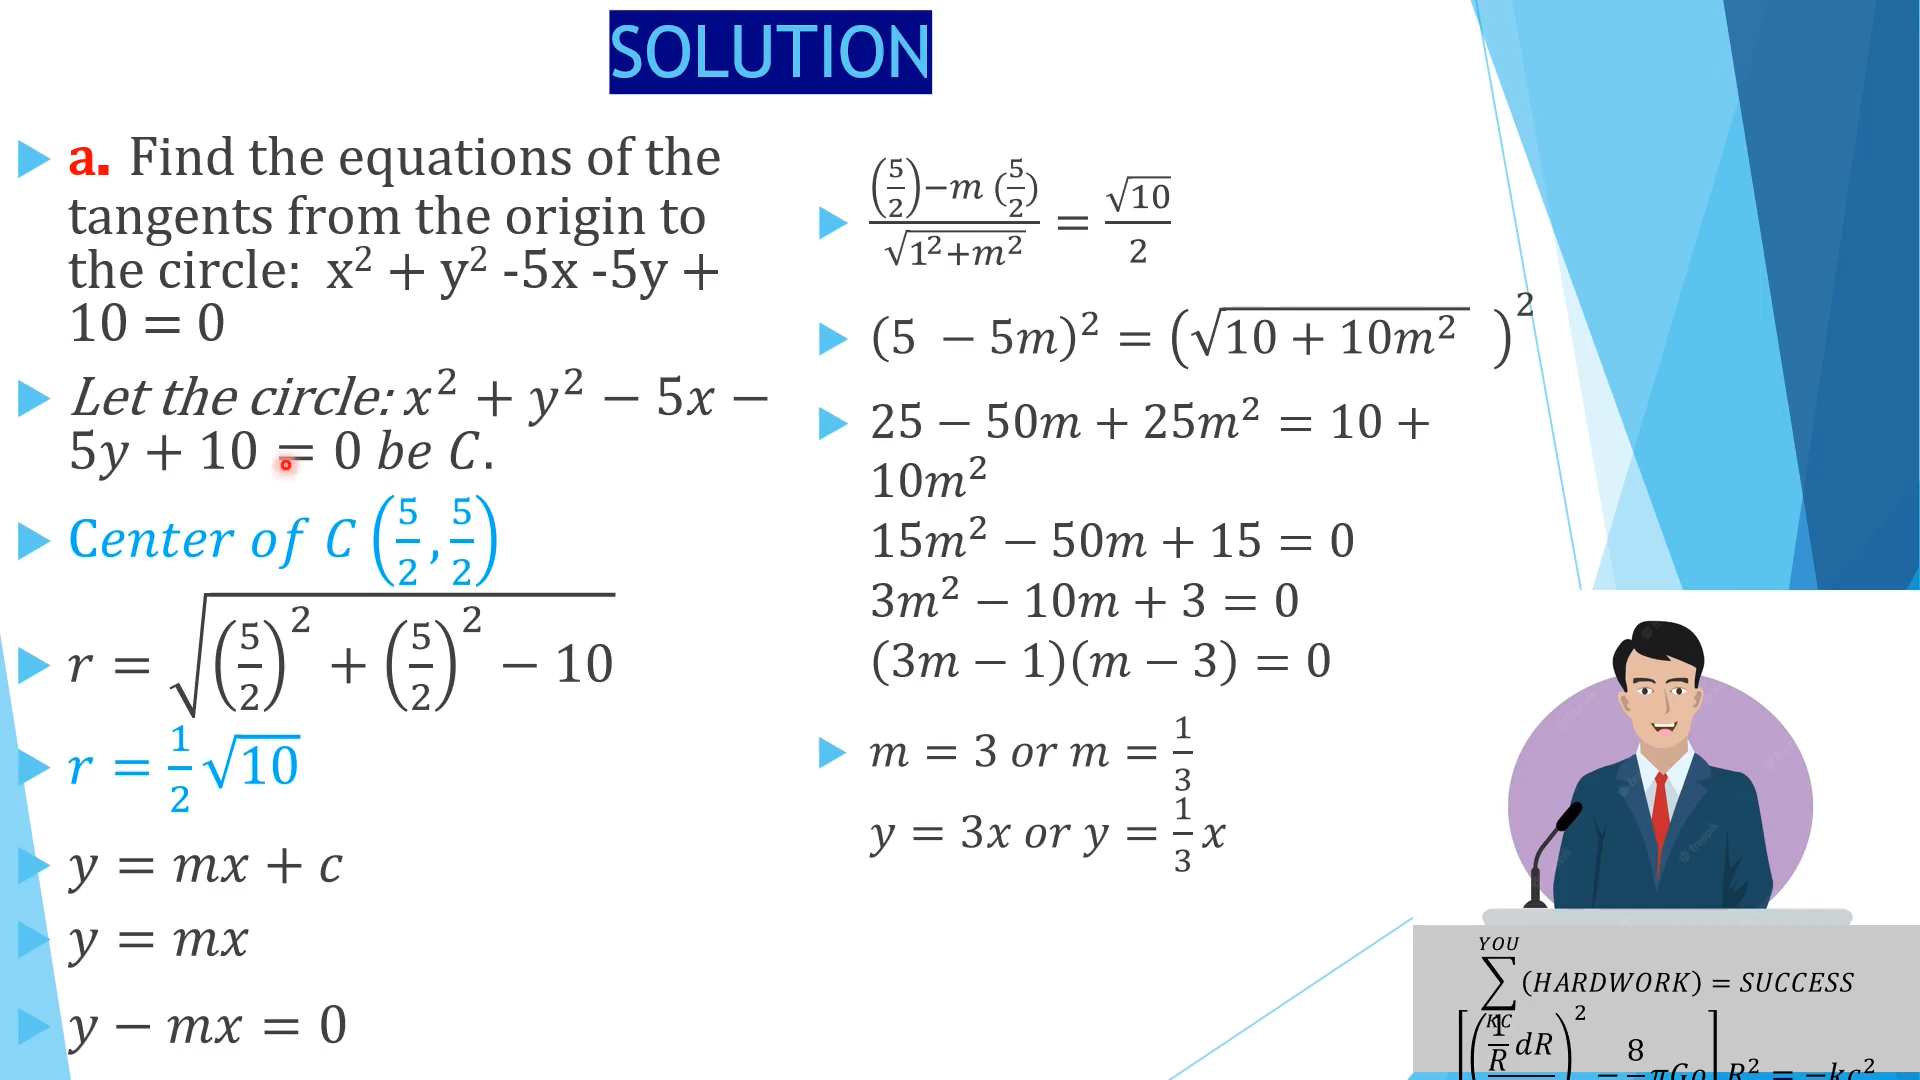 SOLUTION
a. Find the equations of the
tangents from the origin to
the circle: x² + y² -5x -5y +
10 = 0
Let the circle: x² + y² − 5x −
5y + 10 = 0 be C.
Center of C (5/2, 5/2)
r = √((5/2)² + (5/2)² − 10)
r = 1/2 √10
y = mx + c
y = mx
y − mx = 0
((5/2)−m (5/2))/√(1²+m²) = √10/2
(5 − 5m)² = (√(10 + 10m²) )²
25 − 50m + 25m² = 10 +
10m²
15m² − 50m + 15 = 0
3m² − 10m + 3 = 0
(3m − 1)(m − 3) = 0
m = 3 or m = 1/3
y = 3x or y = 1/3 x
YOU
∑ (HARDWORK) = SUCCESS
KC